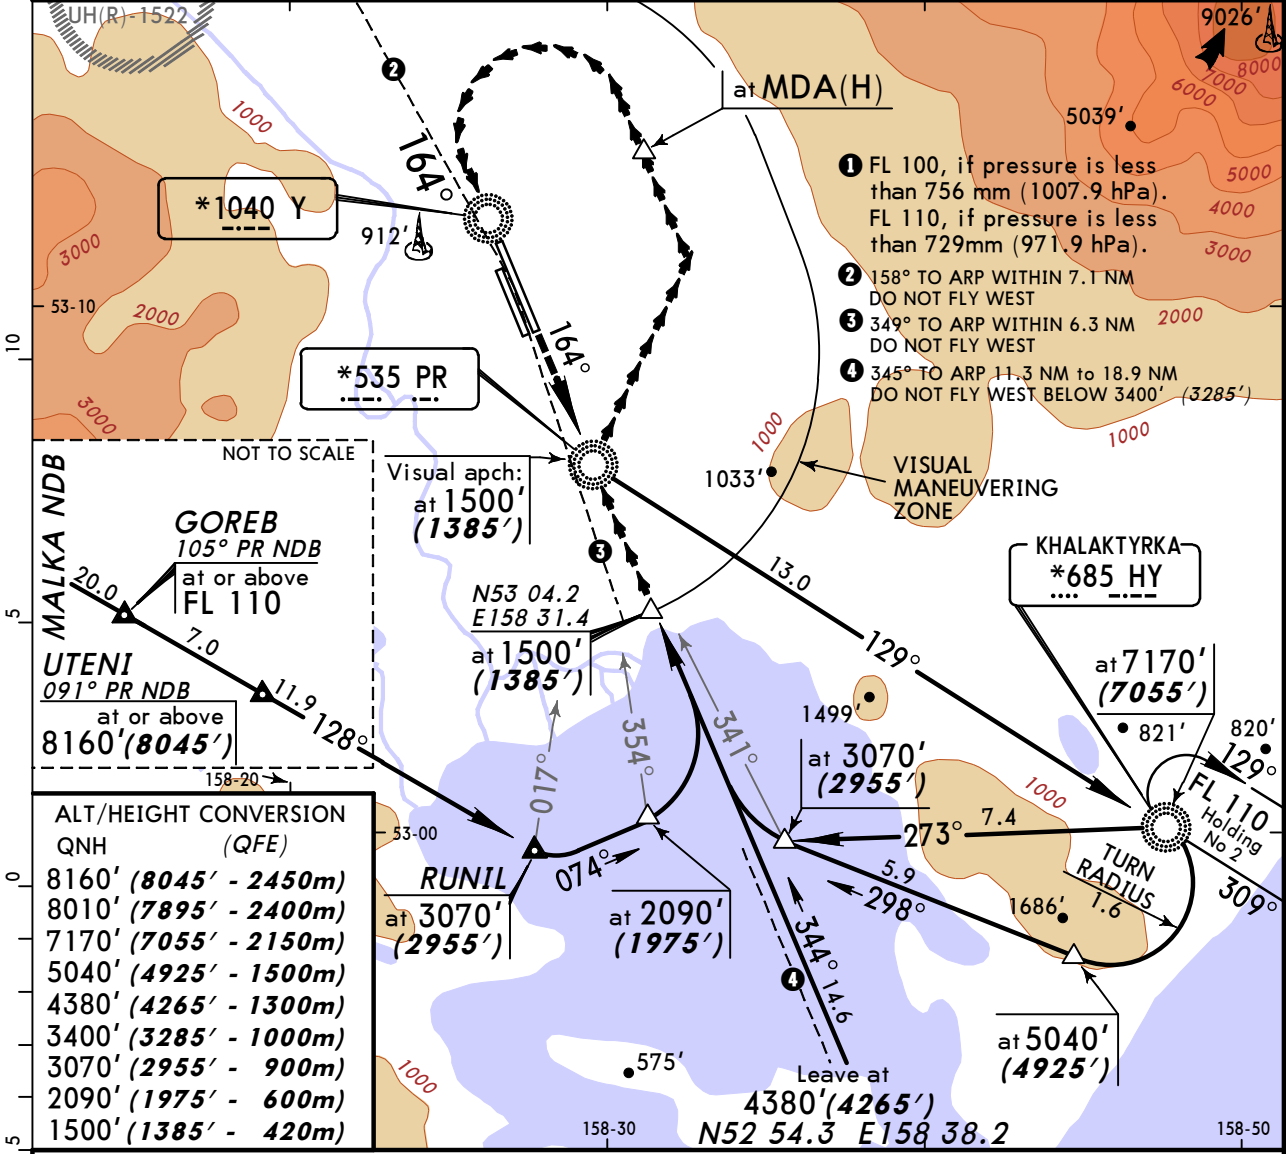 UH(R)-1522
9026'
8000
7000
6000
5039'
5000
4000
3000
2000
1000
2
at MDA(H)
1000
164°
*1040 Y
912'
3000
2000
3000
53-10
10
1 FL 100, if pressure is less
than 756 mm (1007.9 hPa).
FL 110, if pressure is less
than 729mm (971.9 hPa).
2 158° TO ARP WITHIN 7.1 NM
DO NOT FLY WEST
3 349° TO ARP WITHIN 6.3 NM
DO NOT FLY WEST
4 345° TO ARP 11.3 NM to 18.9 NM
DO NOT FLY WEST BELOW 3400' (3285')
164°
*535 PR
1000
1033'
VISUAL
MANEUVERING
ZONE
Visual apch:
at 1500'
(1385')
3
NOT TO SCALE
MALKA NDB
GOREB
105° PR NDB
at or above
FL 110
20.0
7.0
UTENI
091° PR NDB
at or above
8160' (8045')
11.9
128°
5
N53 04.2
E158 31.4
at 1500'
(1385')
13.0
129°
KHALAKTYRKA
*685 HY
at 7170'
(7055')
821'
820'
129°
FL 110
Holding
No 2
309°
1499'
017°
354°
341°
at 3070'
(2955')
1000
7.4
273°
TURN
RADIUS
1.6
5.9
298°
1686'
at 5040'
(4925')
158-20
53-00
0
RUNIL
at 3070'
(2955')
074°
at 2090'
(1975')
344°
14.6
4
575'
1000
Leave at
4380' (4265')
N52 54.3 E158 38.2
158-30
158-50
5
ALT/HEIGHT CONVERSION
QNH (QFE)
8160' (8045' - 2450m)
8010' (7895' - 2400m)
7170' (7055' - 2150m)
5040' (4925' - 1500m)
4380' (4265' - 1300m)
3400' (3285' - 1000m)
3070' (2955' - 900m)
2090' (1975' - 600m)
1500' (1385' - 420m)